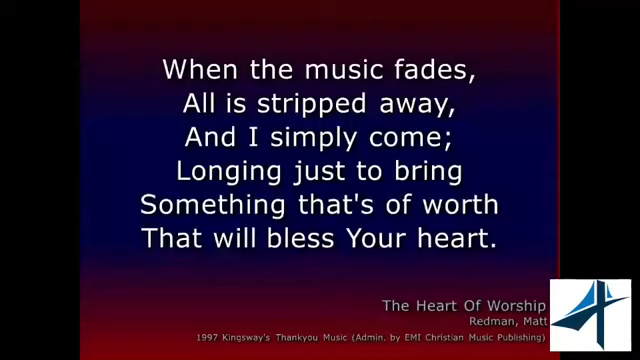 When the music fades,
All is stripped away,
And I simply come;
Longing just to bring
Something that's of worth
That will bless Your heart.
The Heart Of Worship
Redman, Matt
1997 Kingsway's Thankyou Music (Admin. by EMI Christian Music Publishing)